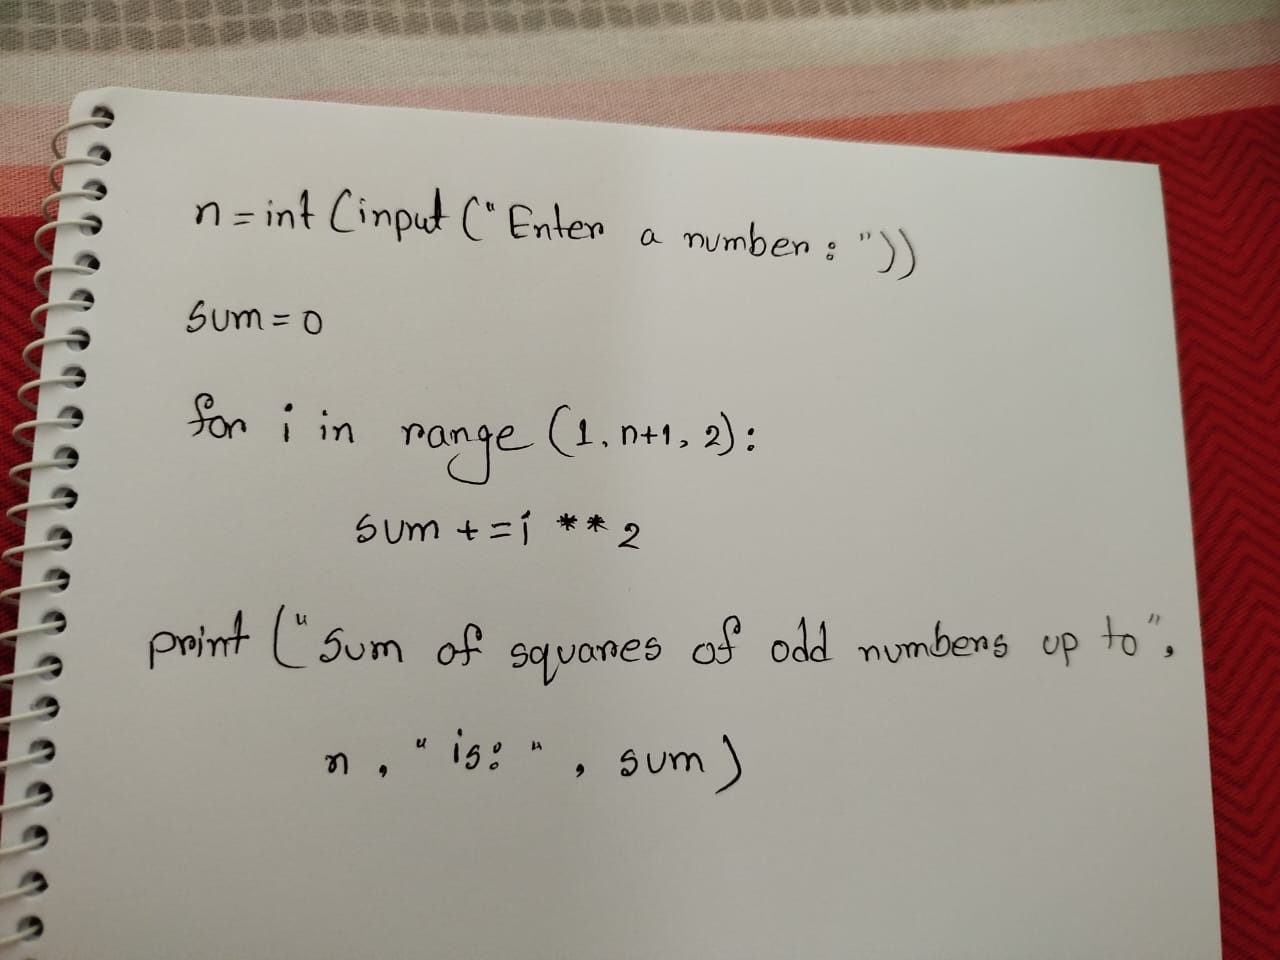 n=int(input("Enter a number: "))
sum=0
for i in range(1, n+1, 2):
sum +=i **2
print("Sum of squares of odd numbers up to",
n, "is: ", sum)